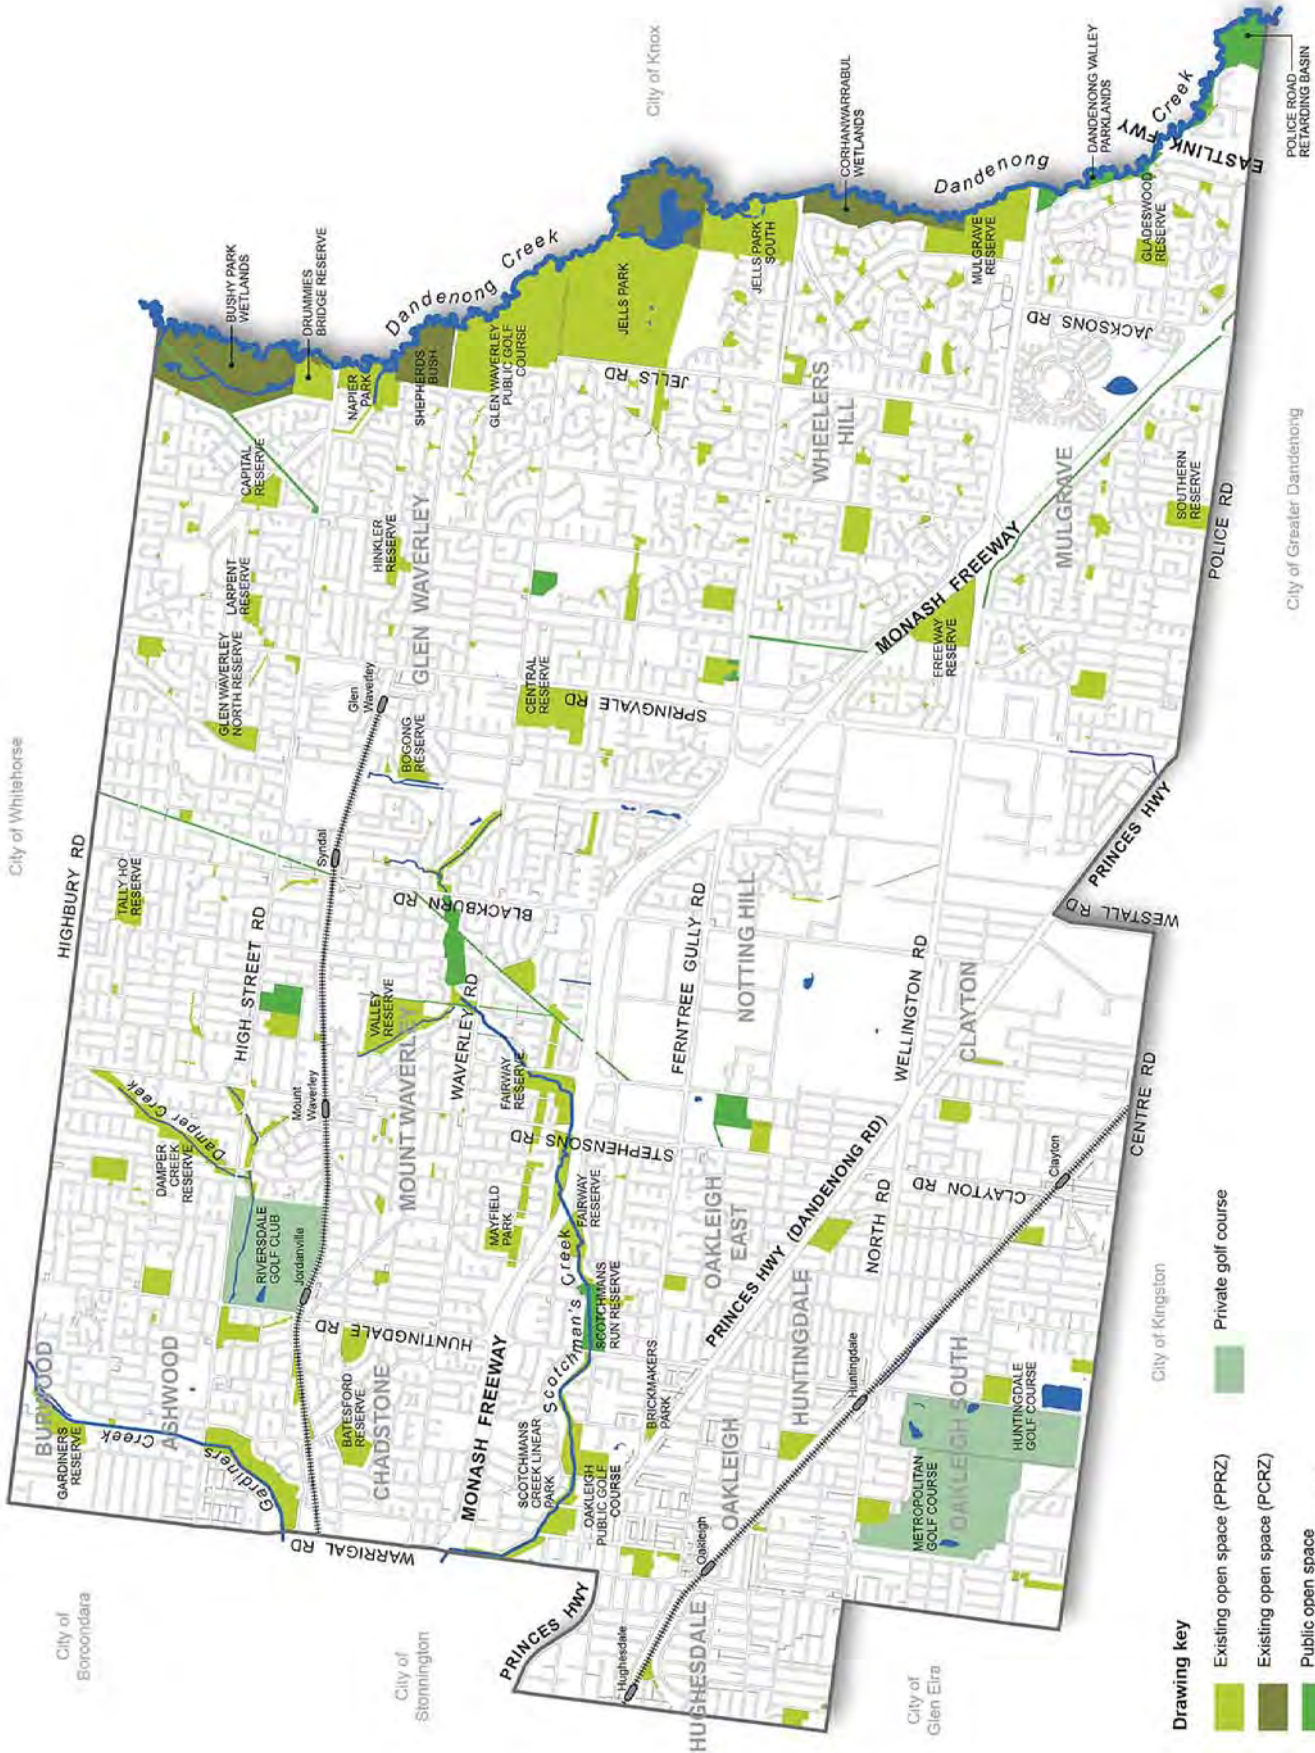 City of Whitehorse
City of
Boroondara
City of
Stonnington
City of
Glen Eira
City of Kingston
City of Greater Dandenong
City of Knox
HIGHBURY RD
BURWOOD
GARDINERS
RESERVE
Gardiners
Creek
ASHWOOD
WARRIGAL RD
BATESFORD
RESERVE
CHADSTONE
HUNTINGDALE RD
Jordanville
RIVERSDALE
GOLF CLUB
DAMPER
CREEK
RESERVE
Damper Creek
HIGH STREET RD
TALLY HO
RESERVE
Mount
Waverley
MOUNT WAVERLEY
VALLEY
RESERVE
WAVERLEY RD
Syndal
BLACKBURN RD
GLEN WAVERLEY
NORTH RESERVE
LARPENT
RESERVE
CAPITAL
RESERVE
HINKLER
RESERVE
Glen
Waverley
GLEN WAVERLEY
BOGONG
RESERVE
CENTRAL
RESERVE
SPRINGVALE RD
BUSHY PARK
WETLANDS
DRUMMIES
BRIDGE RESERVE
NAPIER
PARK
SHEPHERDS
BUSH
Dandenong Creek
GLEN WAVERLEY
PUBLIC GOLF
COURSE
JELLS PARK
JELLS RD
JELLS PARK
SOUTH
WHEELERS
HILL
CORHANWARRABUL
WETLANDS
Dandenong
Creek
MULGRAVE
RESERVE
DANDENONG VALLEY
PARKLANDS
GLADESWOOD
RESERVE
EASTLINK FWY
POLICE ROAD
RETARDING BASIN
JACKSONS RD
MULGRAVE
SOUTHERN
RESERVE
POLICE RD
MONASH FREEWAY
FREEWAY
RESERVE
PRINCES HWY
WESTALL RD
FERNTREE GULLY RD
NOTTING HILL
WELLINGTON RD
CLAYTON
CENTRE RD
FAIRWAY
RESERVE
STEPHENSONS RD
MAYFIELD
PARK
FAIRWAY
RESERVE
Scotchman's Creek
SCOTCHMANS
RUN RESERVE
MONASH FREEWAY
SCOTCHMANS
CREEK LINEAR
PARK
OAKLEIGH
PUBLIC GOLF
COURSE
BRICKMAKERS
PARK
OAKLEIGH
EAST
PRINCES HWY (DANDENONG RD)
NORTH RD
CLAYTON RD
Clayton
HUNTINGDALE
Huntingdale
OAKLEIGH
Oakleigh
PRINCES HWY
Hughesdale
HUGHESDALE
METROPOLITAN
GOLF COURSE
OAKLEIGH SOUTH
HUNTINGDALE
GOLF COURSE
Drawing key
Existing open space (PPRZ)
Existing open space (PCRZ)
Public open space
Private golf course